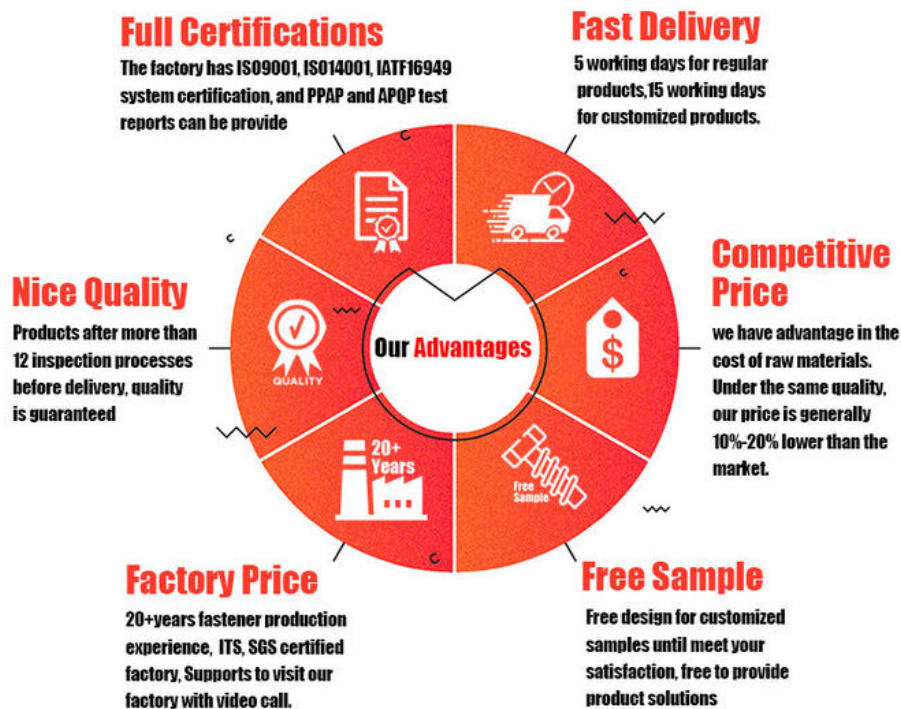 Full Certifications
The factory has ISO9001, ISO14001, IATF16949
system certification, and PPAP and APQP test
reports can be provide
Fast Delivery
5 working days for regular
products,15 working days
for customized products.
Nice Quality
Products after more than
12 inspection processes
before delivery, quality
is guaranteed
QUALITY
Our Advantages
Competitive
Price
we have advantage in the
cost of raw materials.
Under the same quality,
our price is generally
10%-20% lower than the
market.
$
20+
Years
Free
Sample
Factory Price
20+years fastener production
experience, ITS, SGS certified
factory, Supports to visit our
factory with video call.
Free Sample
Free design for customized
samples until meet your
satisfaction, free to provide
product solutions